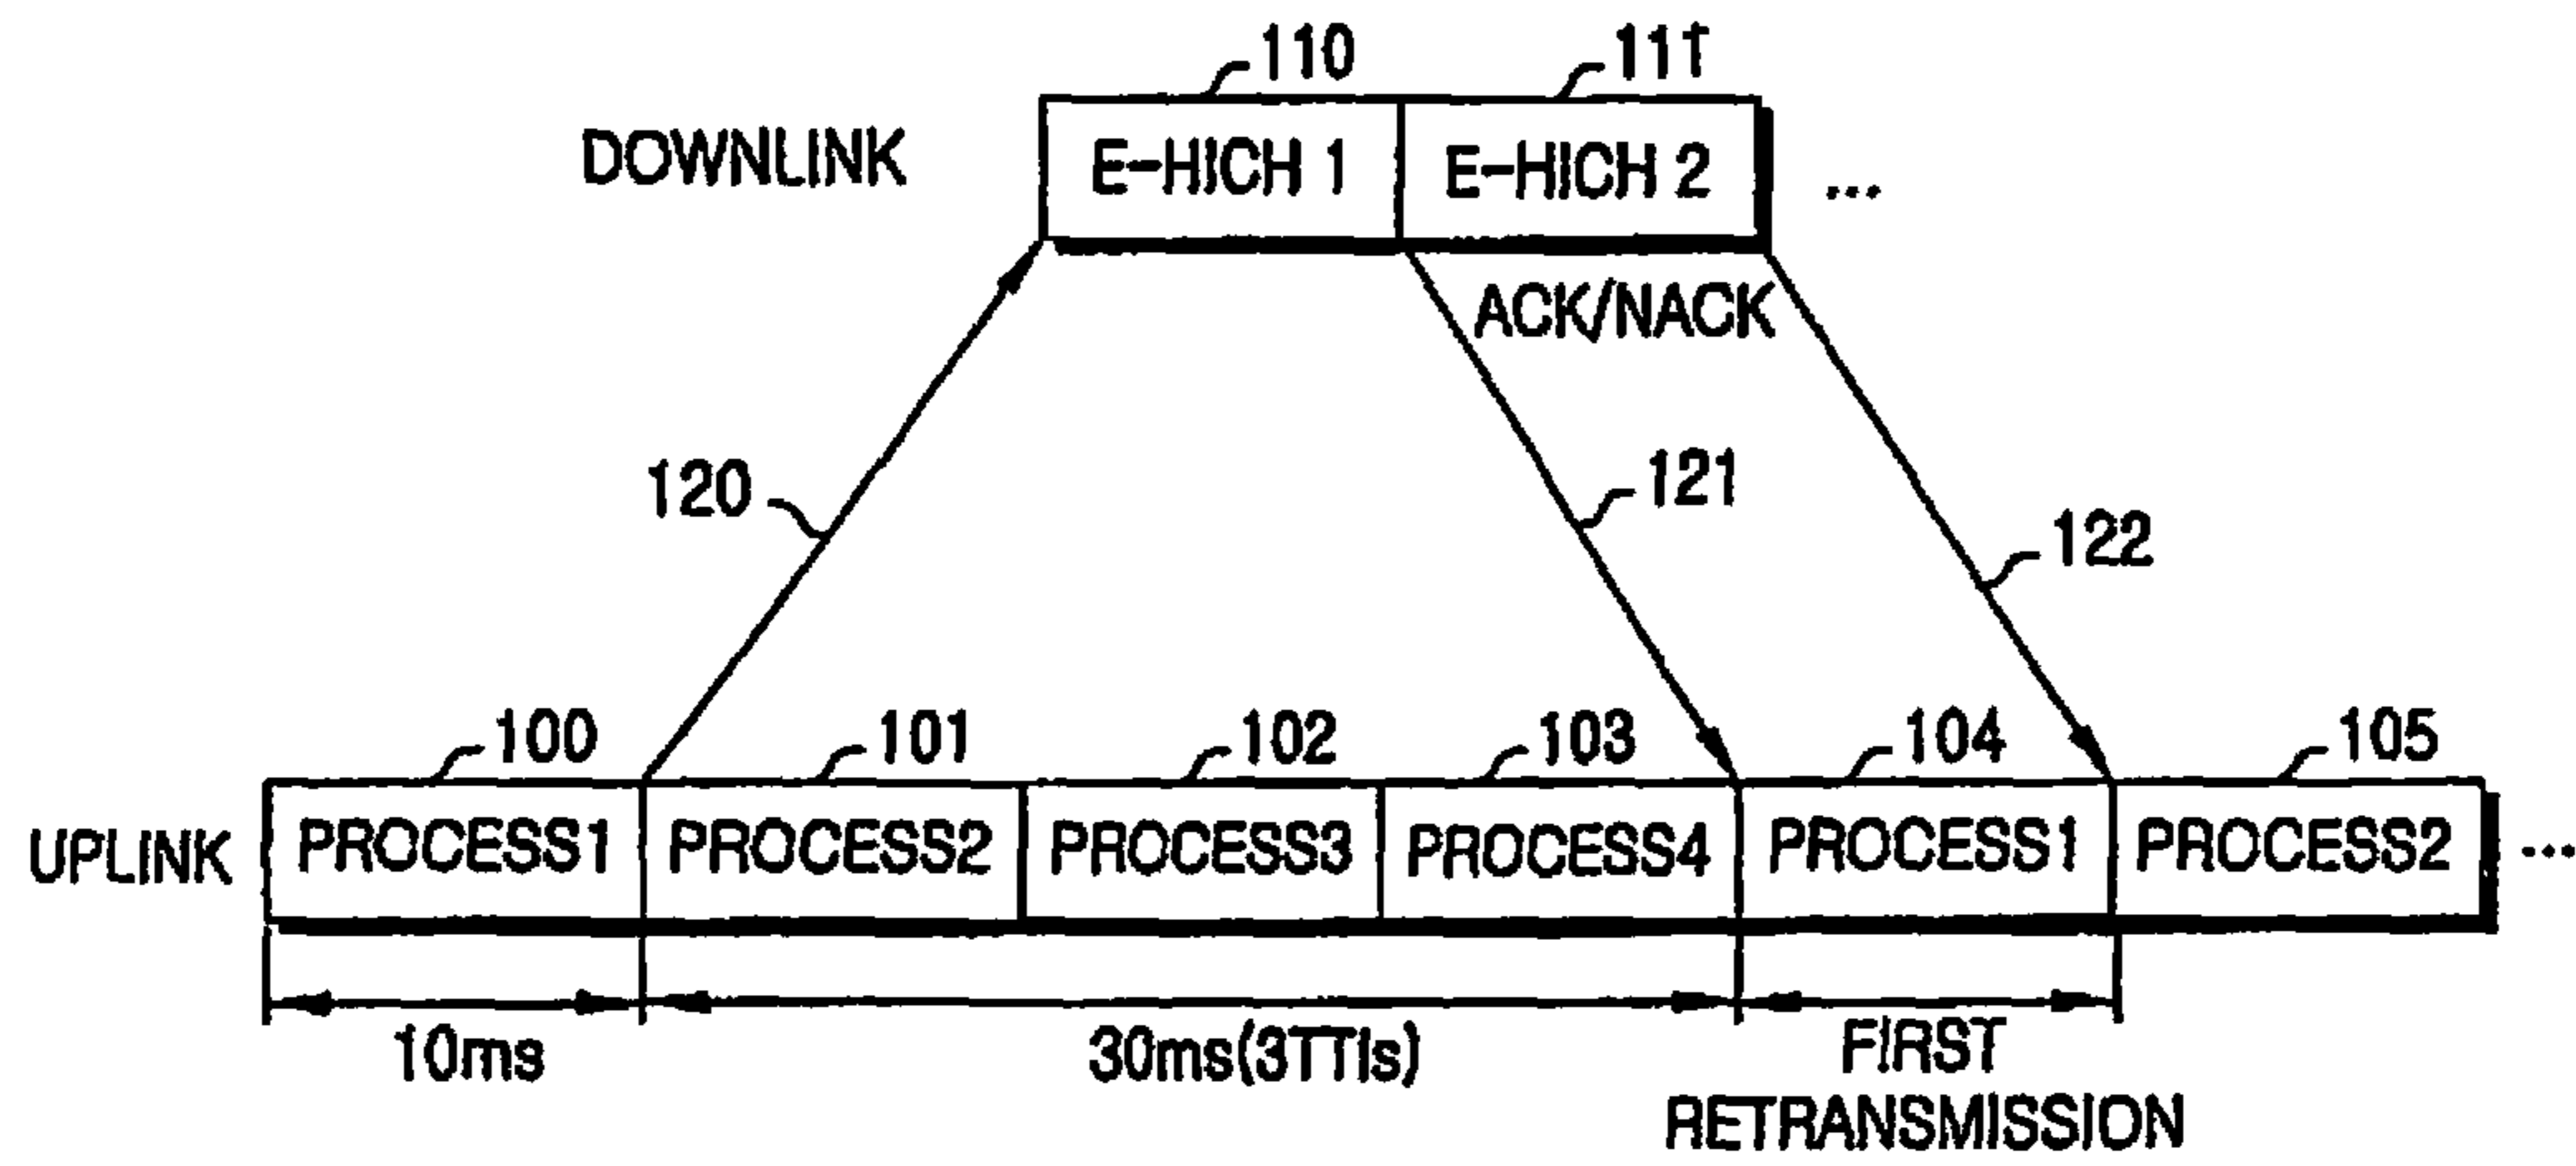 110
111
DOWNLINK
E-HICH 1
E-HICH 2
...
ACK/NACK
120
121
122
100
101
102
103
104
105
UPLINK
PROCESS1
PROCESS2
PROCESS3
PROCESS4
PROCESS1
PROCESS2
...
10ms
30ms(3TTIs)
FIRST
RETRANSMISSION